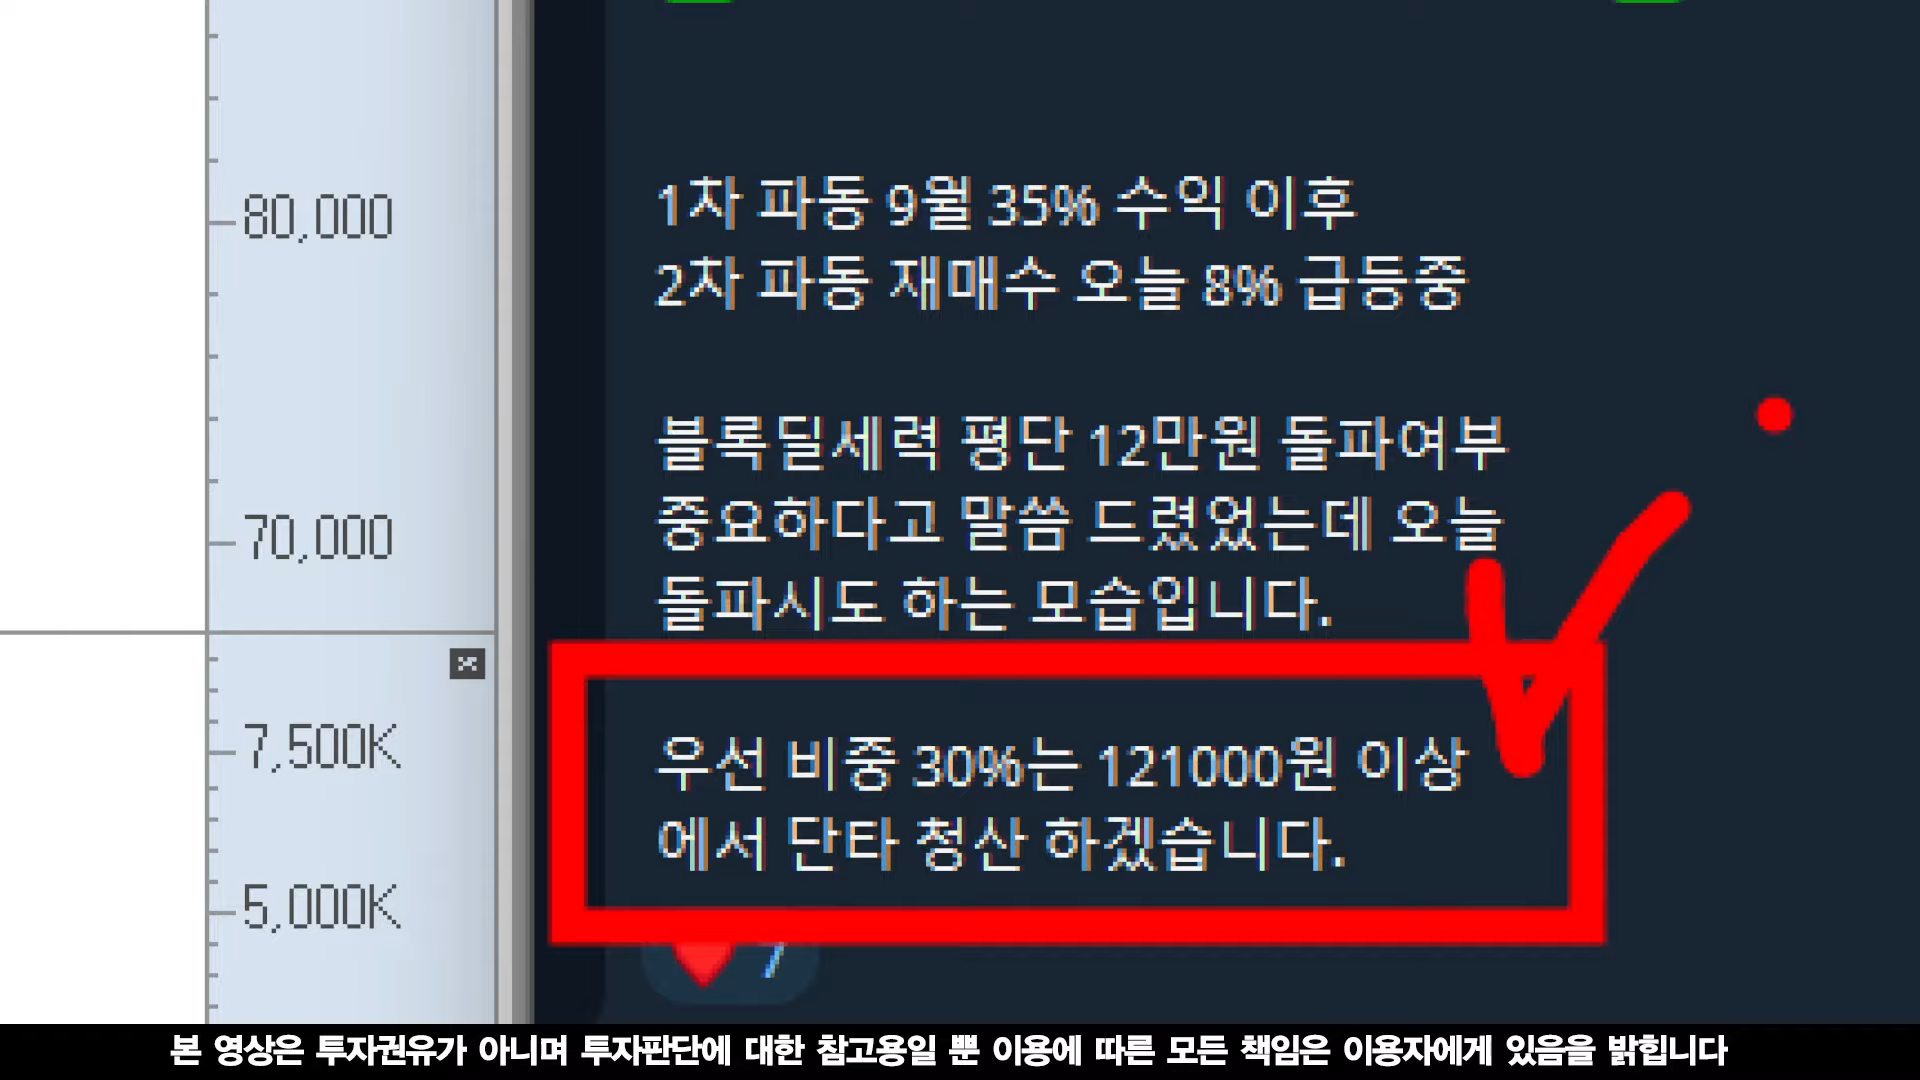 80,000
70,000
7,500K
5,000K
1차 파동 9월 35% 수익 이후
2차 파동 재매수 오늘 8% 급등중
블록딜세력 평단 12만원 돌파여부
중요하다고 말씀 드렸었는데 오늘
돌파시도 하는 모습입니다.
우선 비중 30%는 121000원 이상
에서 단타 청산 하겠습니다.
7
본 영상은 투자권유가 아니며 투자판단에 대한 참고용일 뿐 이용에 따른 모든 책임은 이용자에게 있음을 밝힙니다